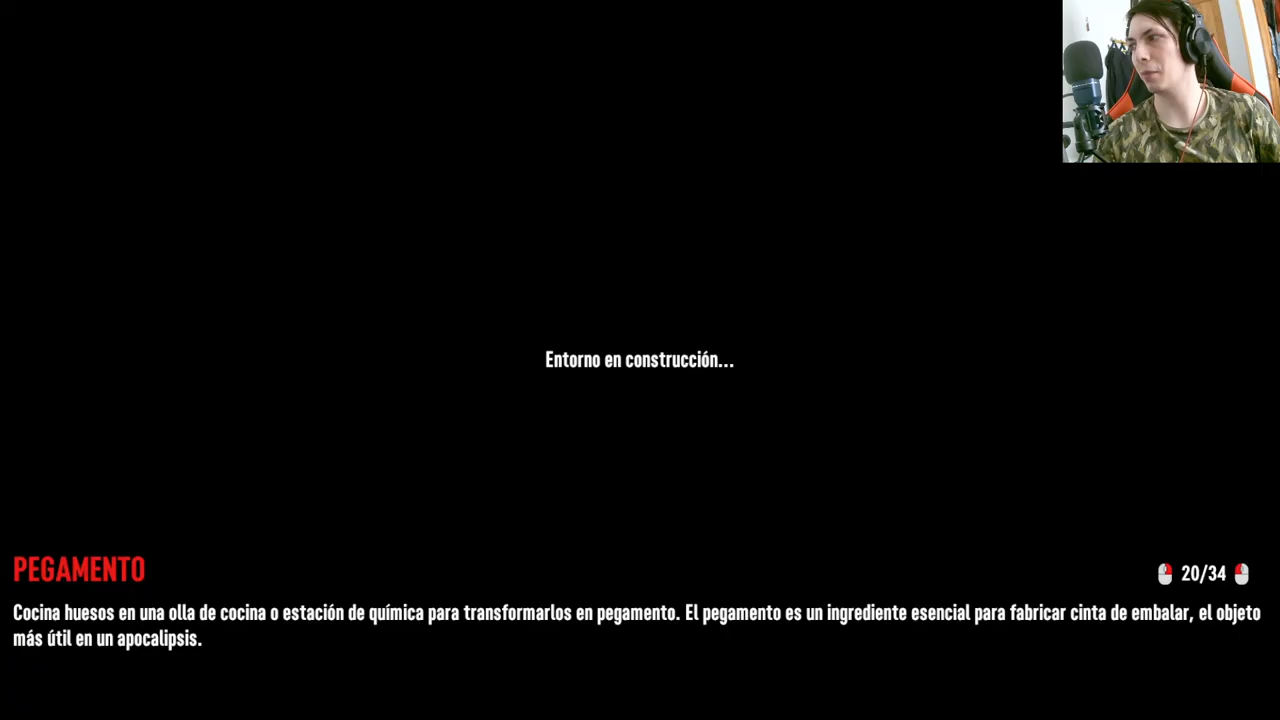 Entorno en construcción...
PEGAMENTO
20/34
Cocina huesos en una olla de cocina o estación de química para transformarlos en pegamento. El pegamento es un ingrediente esencial para fabricar cinta de embalar, el objeto
más útil en un apocalipsis.